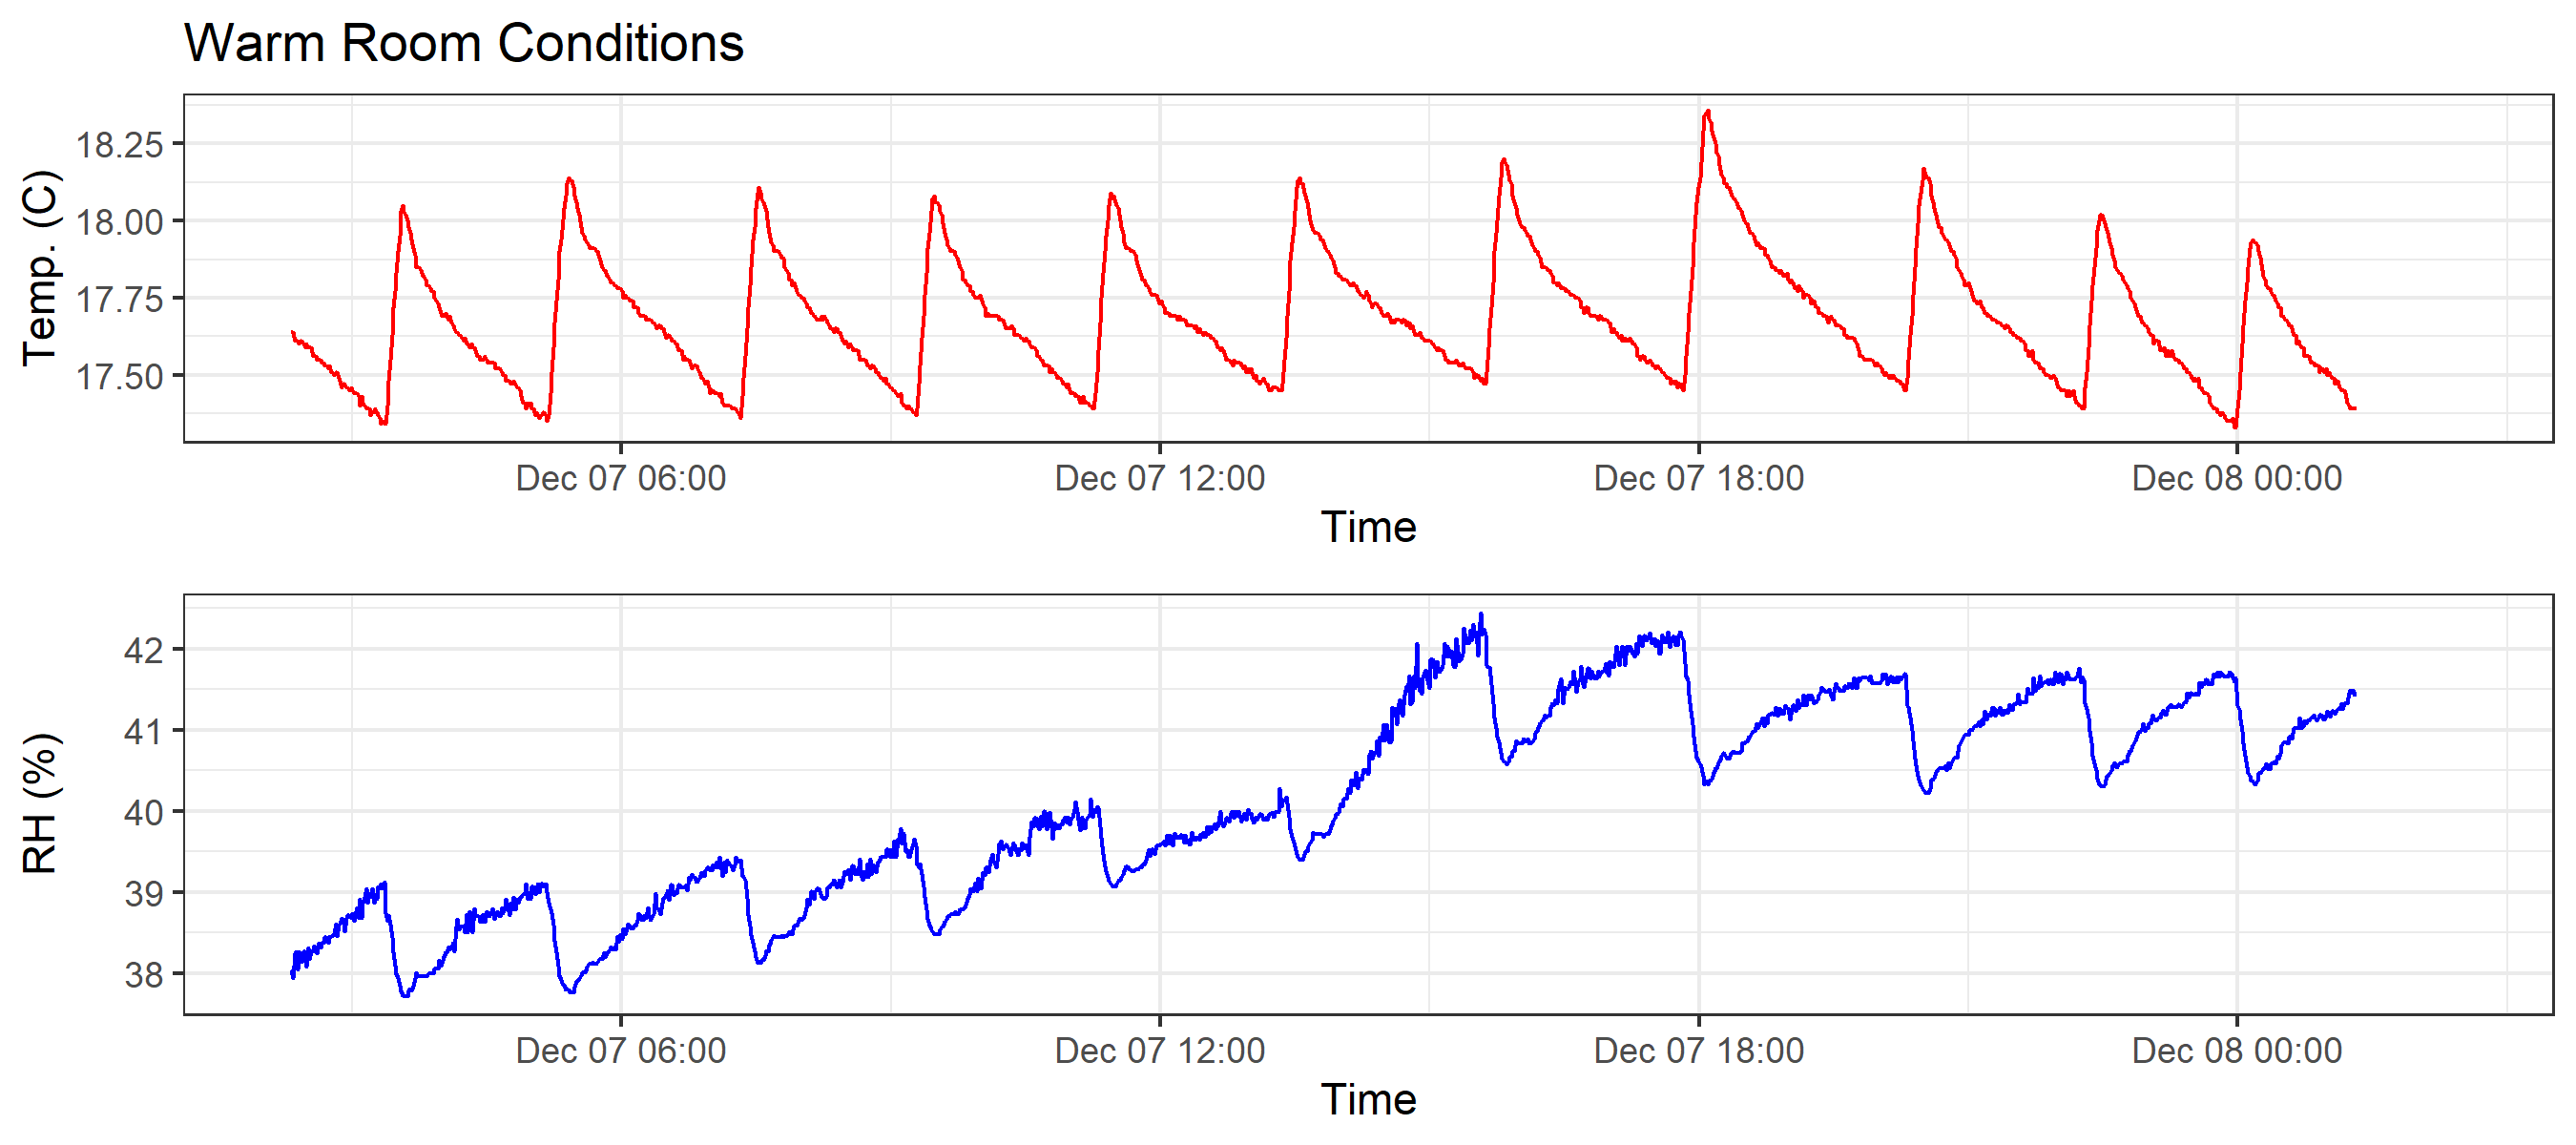 Warm Room Conditions
Temp. (C)
18.25
18.00
17.75
17.50
Dec 07 06:00 Dec 07 12:00 Dec 07 18:00 Dec 08 00:00
Time
RH (%)
42
41
40
39
38
Dec 07 06:00 Dec 07 12:00 Dec 07 18:00 Dec 08 00:00
Time